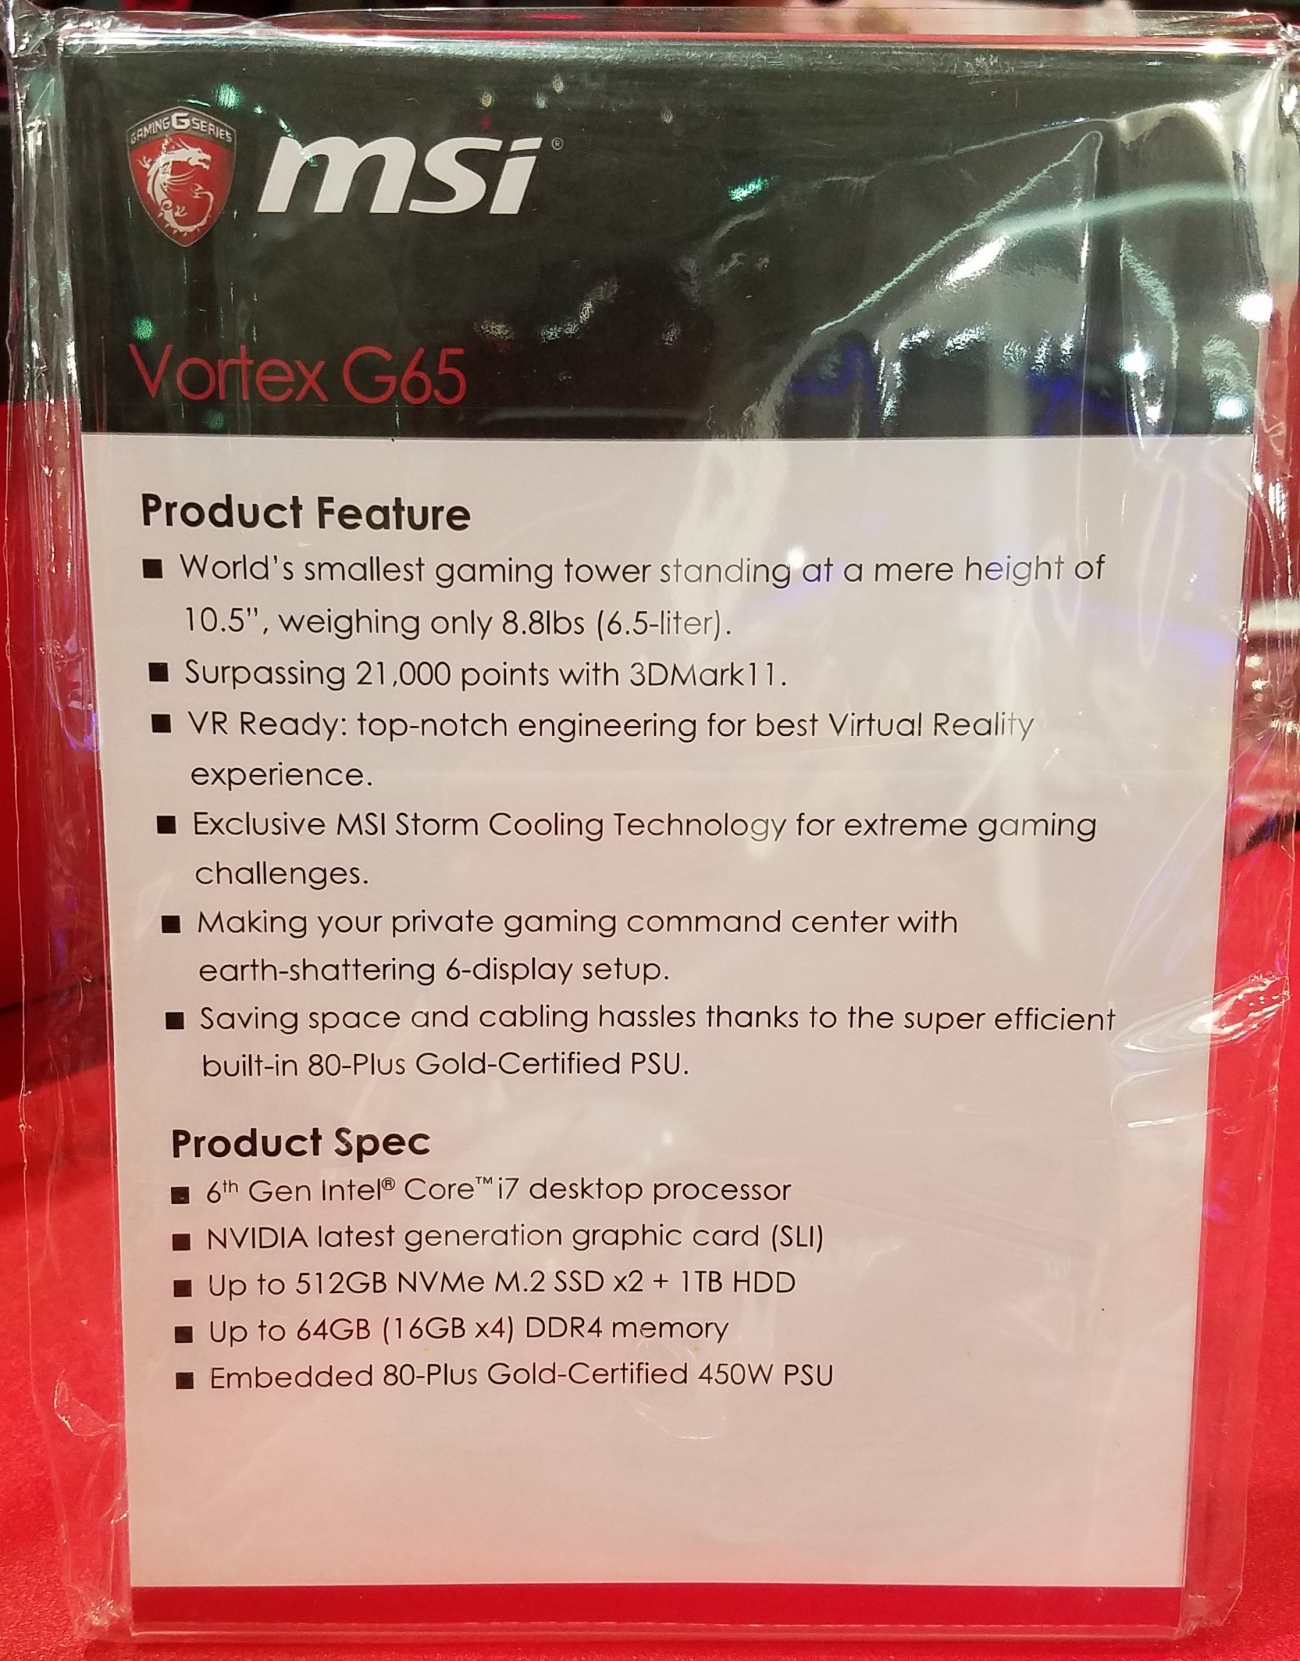 GAMING G SERIES
msi®
Vortex G65
Product Feature
■ World's smallest gaming tower standing at a mere height of
10.5”, weighing only 8.8lbs (6.5-liter).
■ Surpassing 21,000 points with 3DMark11.
■ VR Ready: top-notch engineering for best Virtual Reality
experience.
■ Exclusive MSI Storm Cooling Technology for extreme gaming
challenges.
■ Making your private gaming command center with
earth-shattering 6-display setup.
■ Saving space and cabling hassles thanks to the super efficient
built-in 80-Plus Gold-Certified PSU.
Product Spec
■ 6th Gen Intel® Core™ i7 desktop processor
■ NVIDIA latest generation graphic card (SLI)
■ Up to 512GB NVMe M.2 SSD x2 + 1TB HDD
■ Up to 64GB (16GB x4) DDR4 memory
■ Embedded 80-Plus Gold-Certified 450W PSU